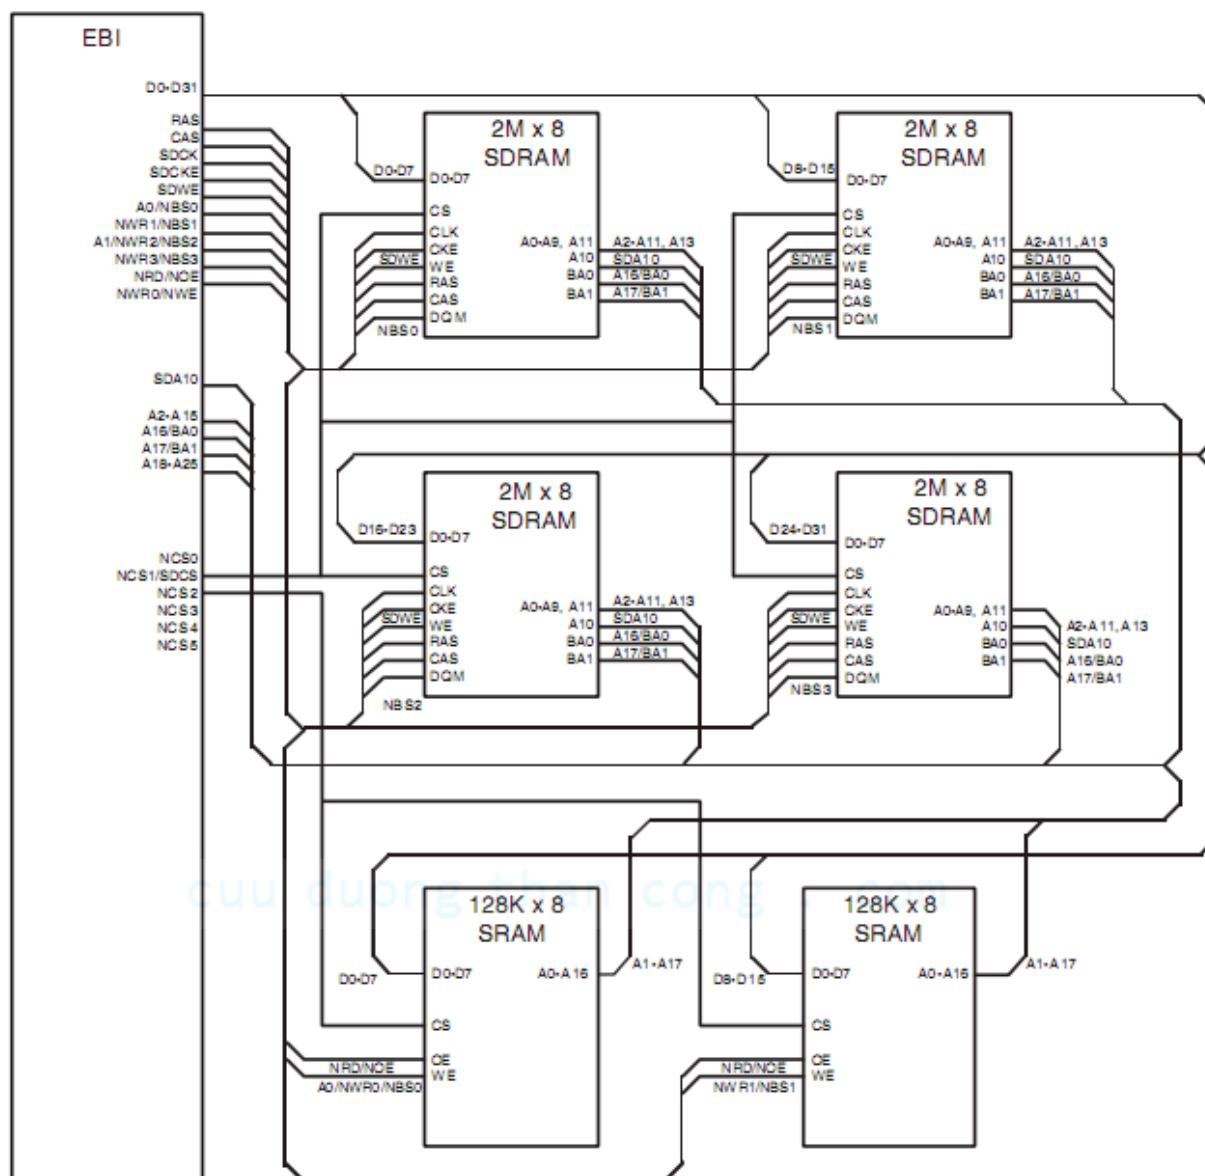 EBI
D0-D31
RAS
CAS
SDCK
SDCKE
SDWE
A0/NBS0
NWR1/NBS1
A1/NWR2/NBS2
NWR3/NBS3
NRD/NOE
NWR0/NWE
SDA10
A2-A15
A16/BA0
A17/BA1
A18-A25
NCS0
NCS1/SDCS
NCS2
NCS3
NCS4
NCS5
2M x 8
SDRAM
D0-D7
D0-D7
CS
CLK
CKE
SDWE
WE
RAS
CAS
DQM
NBS0
A0-A9, A11
A10
BA0
BA1
A2-A11, A13
SDA10
A16/BA0
A17/BA1
2M x 8
SDRAM
D8-D15
D0-D7
CS
CLK
CKE
SDWE
WE
RAS
CAS
DQM
NBS1
A0-A9, A11
A10
BA0
BA1
A2-A11, A13
SDA10
A16/BA0
A17/BA1
2M x 8
SDRAM
D16-D23
D0-D7
CS
CLK
CKE
SDWE
WE
RAS
CAS
DQM
NBS2
A0-A9, A11
A10
BA0
BA1
A2-A11, A13
SDA10
A16/BA0
A17/BA1
2M x 8
SDRAM
D24-D31
D0-D7
CS
CLK
CKE
SDWE
WE
RAS
CAS
DQM
NBS3
A0-A9, A11
A10
BA0
BA1
A2-A11, A13
SDA10
A16/BA0
A17/BA1
cuu duong than cong . com
128K x 8
SRAM
D0-D7
D0-D7
A0-A16
A1-A17
CS
OE
NRD/NOE
WE
A0/NWR0/NBS0
128K x 8
SRAM
D8-D15
D0-D7
A0-A16
A1-A17
CS
OE
NRD/NOE
WE
NWR1/NBS1